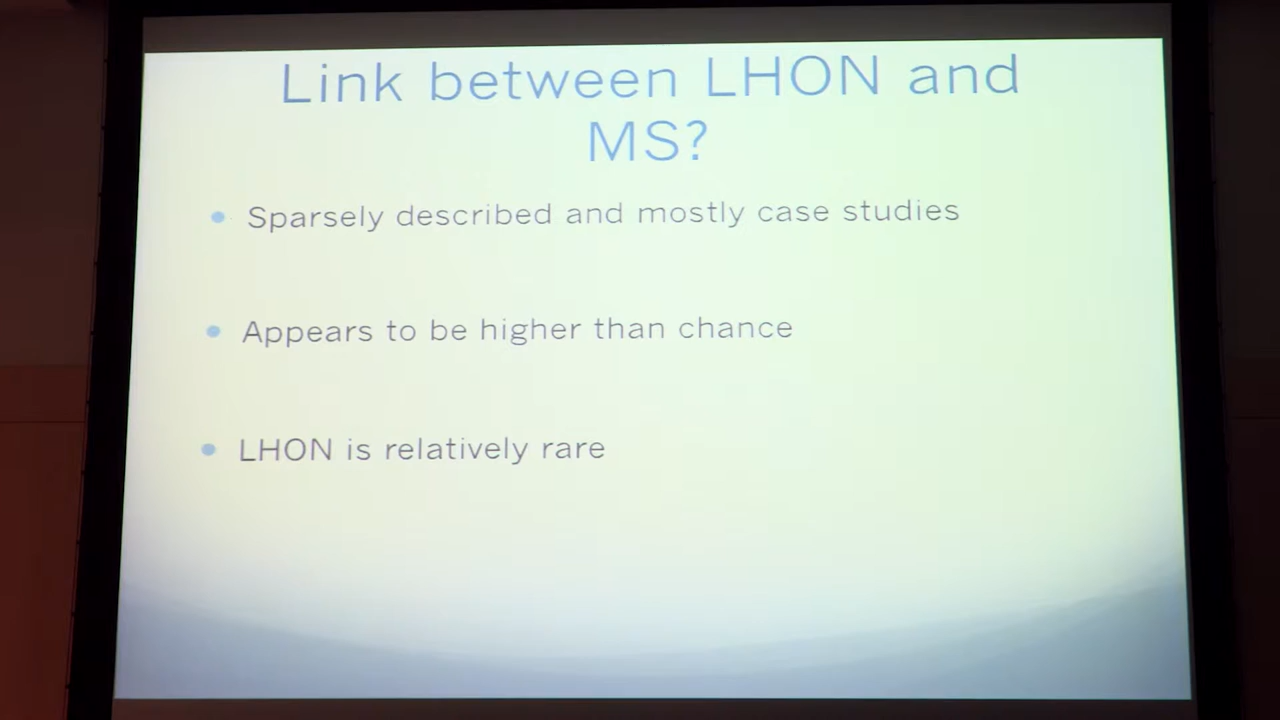 Link between LHON and
MS?
Sparsely described and mostly case studies
Appears to be higher than chance
LHON is relatively rare